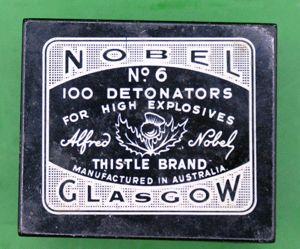 NOBEL
No 6
100 DETONATORS
FOR HIGH EXPLOSIVES
Alfred Nobel
THISTLE BRAND
MANUFACTURED IN AUSTRALIA
GLASGOW